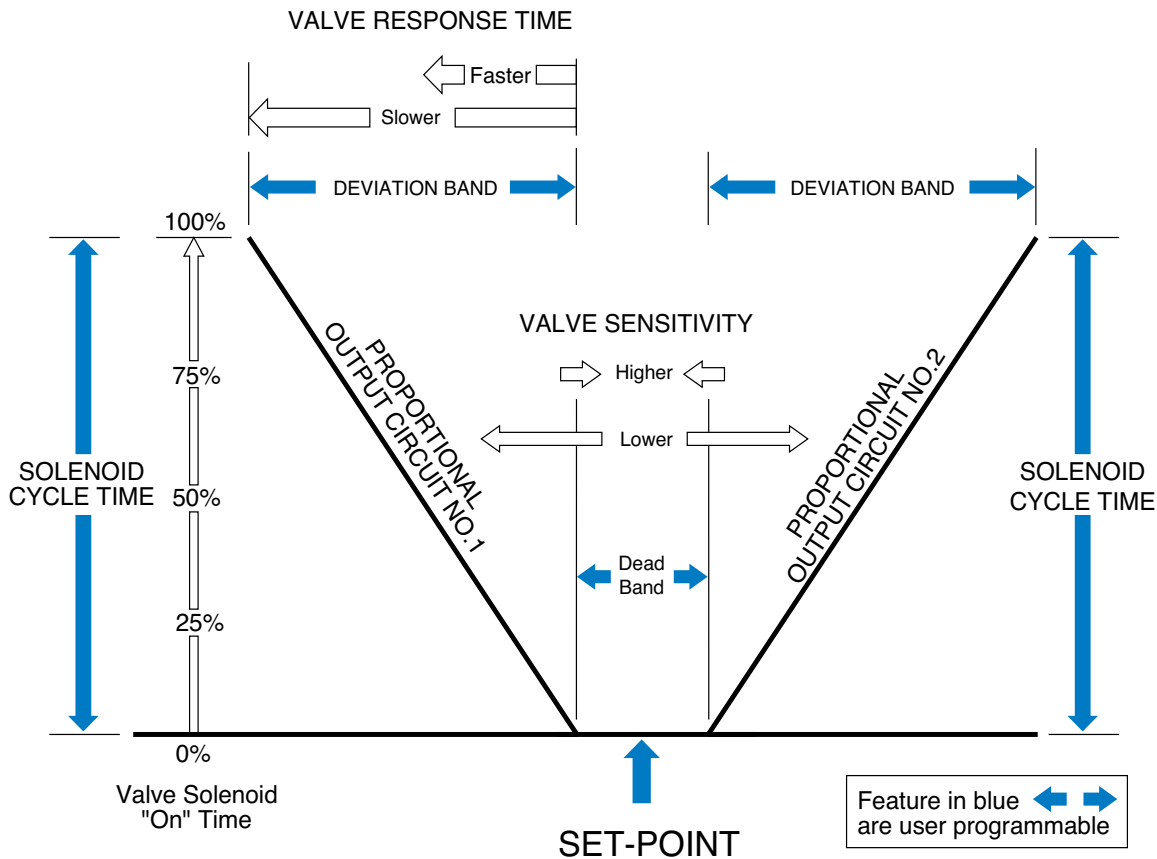 VALVE RESPONSE TIME
Faster
Slower
DEVIATION BAND
DEVIATION BAND
100%
VALVE SENSITIVITY
PROPORTIONAL
OUTPUT CIRCUIT NO.1
Higher
PROPORTIONAL
OUTPUT CIRCUIT NO.2
75%
Lower
SOLENOID
CYCLE TIME
50%
SOLENOID
CYCLE TIME
Dead
Band
25%
0%
Valve Solenoid
"On" Time
SET-POINT
Feature in blue
are user programmable